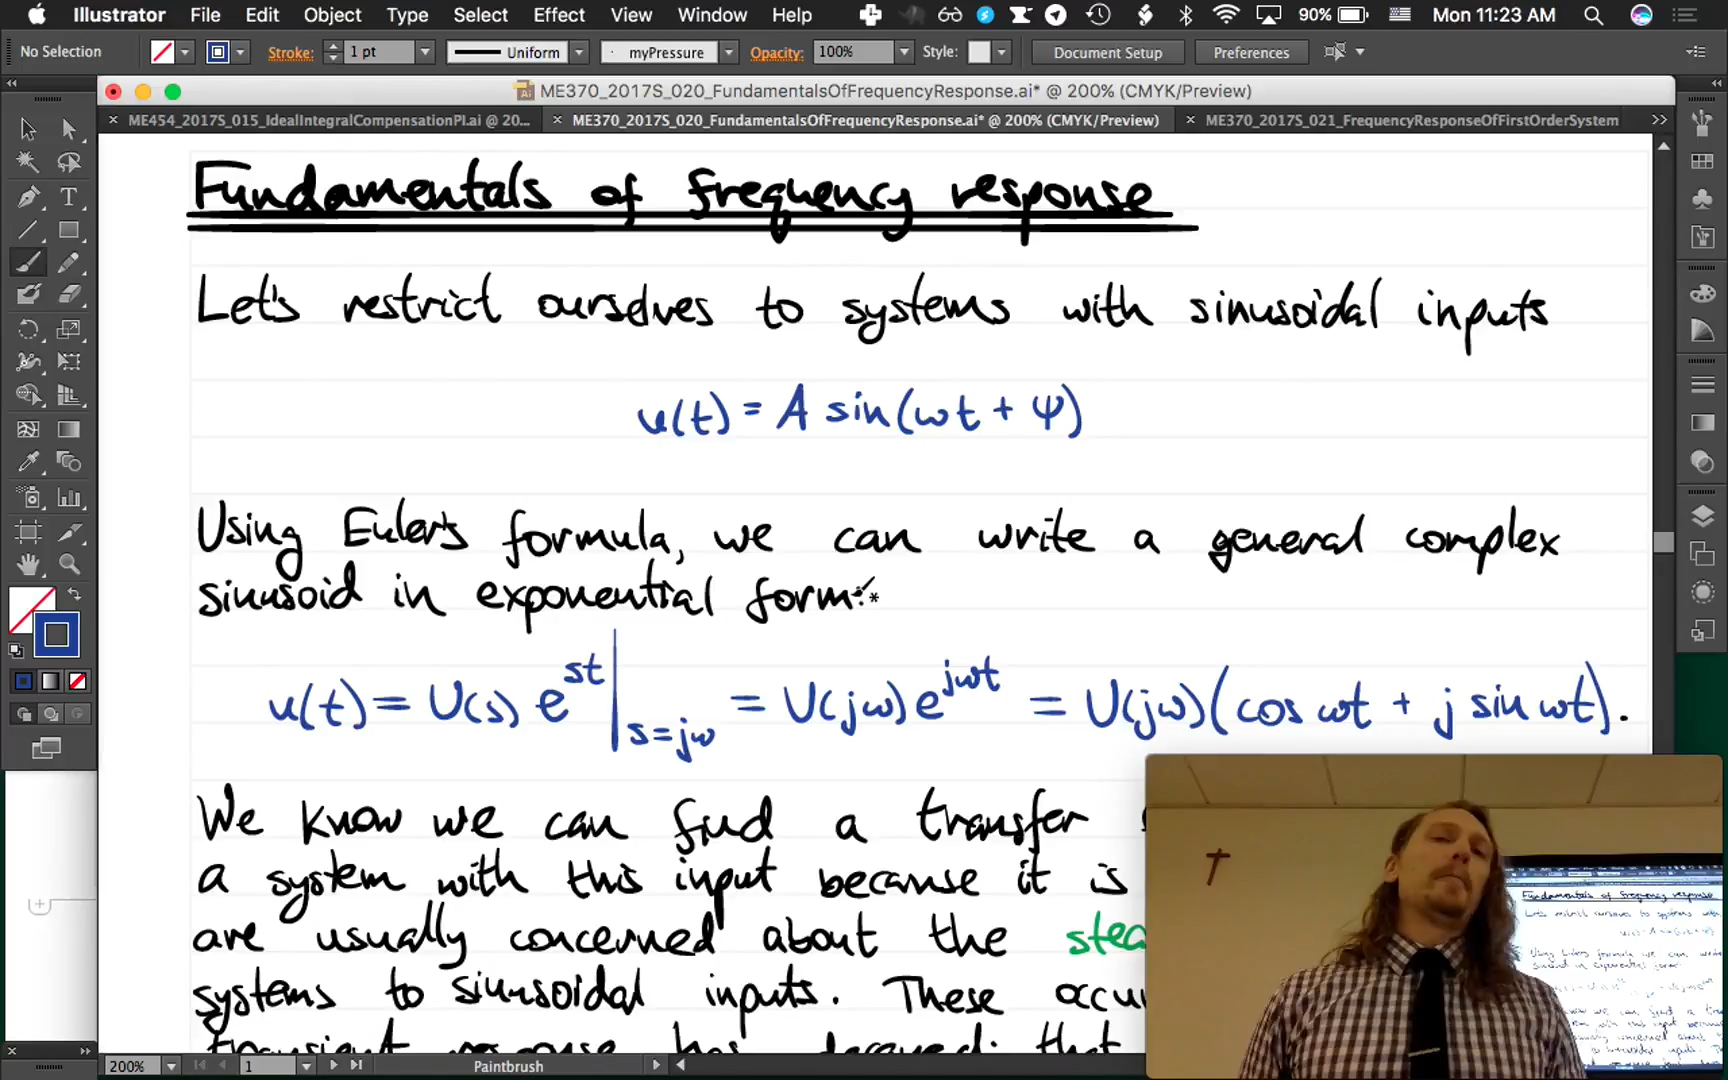 Illustrator File Edit Object Type Select Effect View Window Help 90% Mon 11:23 AM
No Selection Stroke: 1 pt Uniform myPressure Opacity: 100% Style: Document Setup Preferences
ME370_2017S_020_FundamentalsOfFrequencyResponse.ai* @ 200% (CMYK/Preview)
ME454_2017S_015_IdealIntegralCompensationPI.ai @ 20... ME370_2017S_020_FundamentalsOfFrequencyResponse.ai* @ 200% (CMYK/Preview) ME370_2017S_021_FrequencyResponseOfFirstOrderSystem
Fundamentals of frequency response
Let's restrict ourselves to systems with sinusoidal inputs
u(t) = A sin(ωt + Ψ)
Using Euler's formula, we can write a general complex
sinusoid in exponential form:
u(t) = U(s) e^{st} |_{s=jω} = U(jω) e^{jωt} = U(jω)(cos ωt + j sin ωt).
We know we can find a transfer
a system with this input because it is
are usually concerned about the
systems to sinusoidal inputs. These
transient response has decayed; that
200% 1 Paintbrush